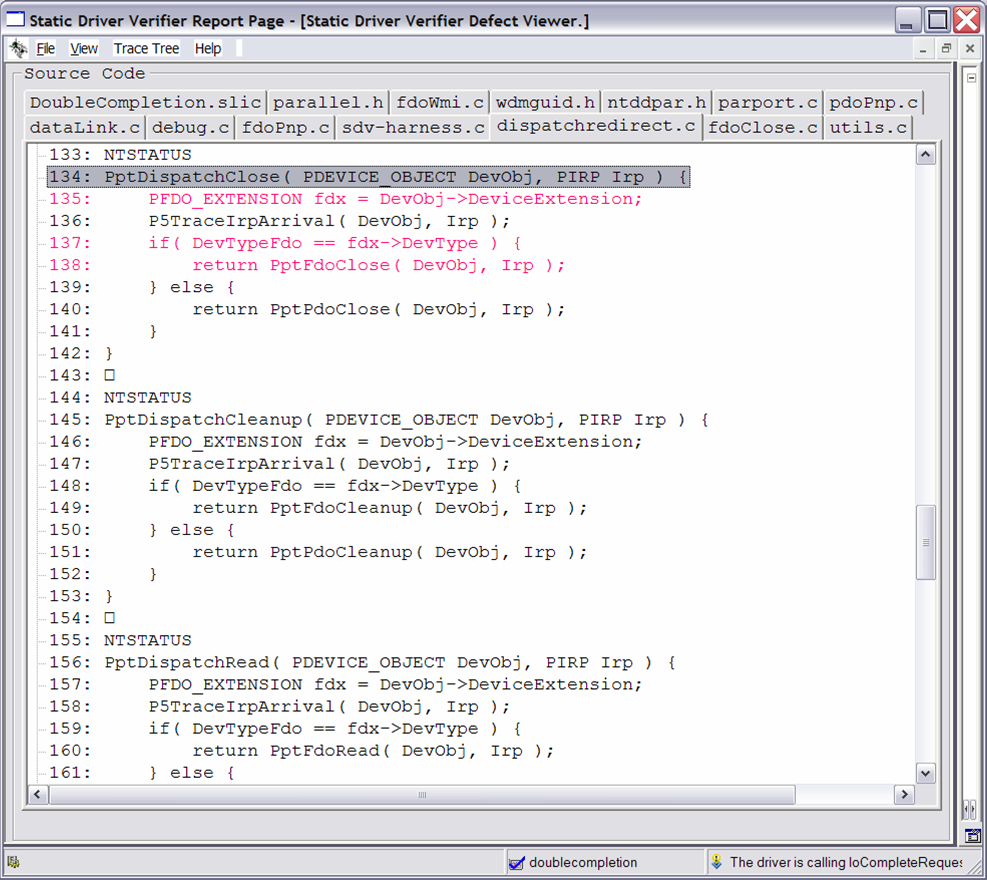 Static Driver Verifier Report Page - [Static Driver Verifier Defect Viewer.]
File View Trace Tree Help
Source Code
DoubleCompletion.slic parallel.h fdoWmi.c wdmguid.h ntddpar.h parport.c pdoPnp.c
dataLink.c debug.c fdoPnp.c sdv-harness.c dispatchredirect.c fdoClose.c utils.c
133: NTSTATUS
134: PptDispatchClose( PDEVICE_OBJECT DevObj, PIRP Irp ) {
135:     PFDO_EXTENSION fdx = DevObj->DeviceExtension;
136:     P5TraceIrpArrival( DevObj, Irp );
137:     if( DevTypeFdo == fdx->DevType ) {
138:         return PptFdoClose( DevObj, Irp );
139:     } else {
140:         return PptPdoClose( DevObj, Irp );
141:     }
142: }
143: □
144: NTSTATUS
145: PptDispatchCleanup( PDEVICE_OBJECT DevObj, PIRP Irp ) {
146:     PFDO_EXTENSION fdx = DevObj->DeviceExtension;
147:     P5TraceIrpArrival( DevObj, Irp );
148:     if( DevTypeFdo == fdx->DevType ) {
149:         return PptFdoCleanup( DevObj, Irp );
150:     } else {
151:         return PptPdoCleanup( DevObj, Irp );
152:     }
153: }
154: □
155: NTSTATUS
156: PptDispatchRead( PDEVICE_OBJECT DevObj, PIRP Irp ) {
157:     PFDO_EXTENSION fdx = DevObj->DeviceExtension;
158:     P5TraceIrpArrival( DevObj, Irp );
159:     if( DevTypeFdo == fdx->DevType ) {
160:         return PptFdoRead( DevObj, Irp );
161:     } else {
doublecompletion
The driver is calling IoCompleteReques